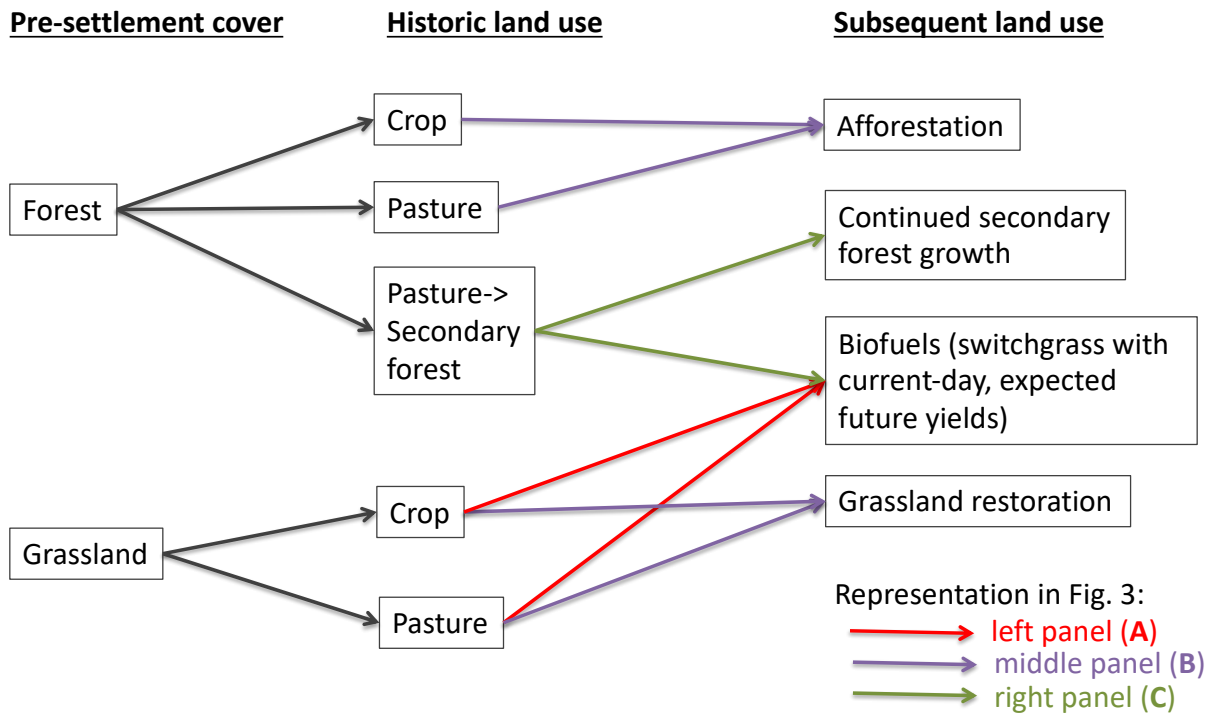 Pre-settlement cover
Historic land use
Subsequent land use
Forest
Grassland
Crop
Pasture
Pasture->
Secondary
forest
Crop
Pasture
Afforestation
Continued secondary
forest growth
Biofuels (switchgrass with
current-day, expected
future yields)
Grassland restoration
Representation in Fig. 3:
left panel (A)
middle panel (B)
right panel (C)